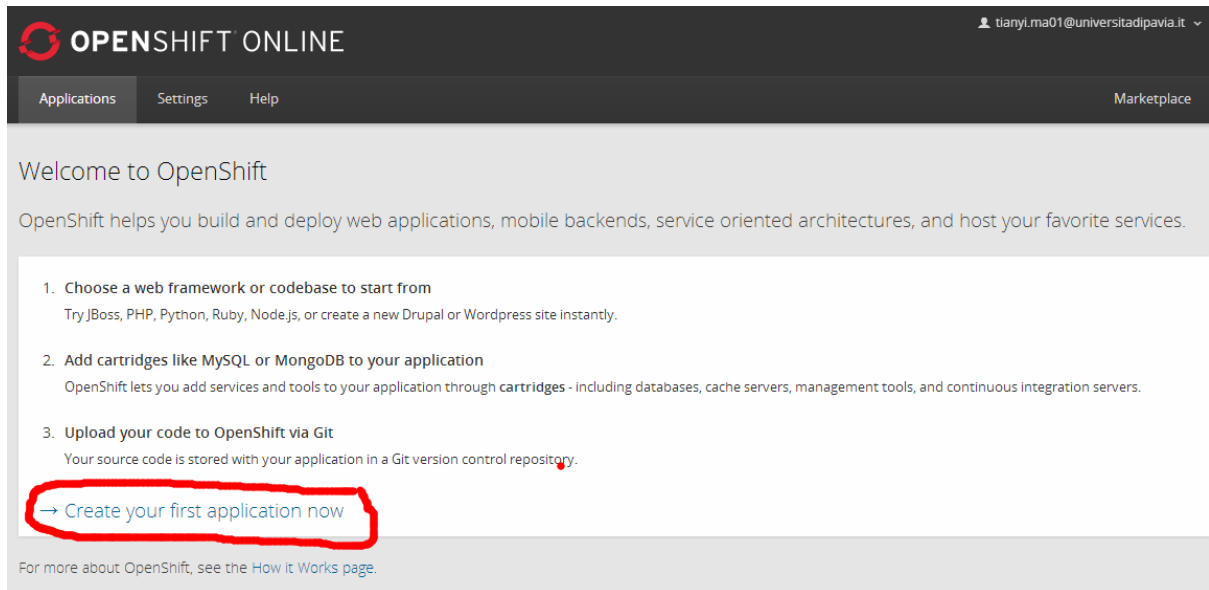 OPENSHIFT ONLINE
tianyi.ma01@universitadipavia.it
Applications Settings Help Marketplace
Welcome to OpenShift
OpenShift helps you build and deploy web applications, mobile backends, service oriented architectures, and host your favorite services.
1. Choose a web framework or codebase to start from
Try JBoss, PHP, Python, Ruby, Node.js, or create a new Drupal or Wordpress site instantly.
2. Add cartridges like MySQL or MongoDB to your application
OpenShift lets you add services and tools to your application through cartridges - including databases, cache servers, management tools, and continuous integration servers.
3. Upload your code to OpenShift via Git
Your source code is stored with your application in a Git version control repository.
→ Create your first application now
For more about OpenShift, see the How it Works page.